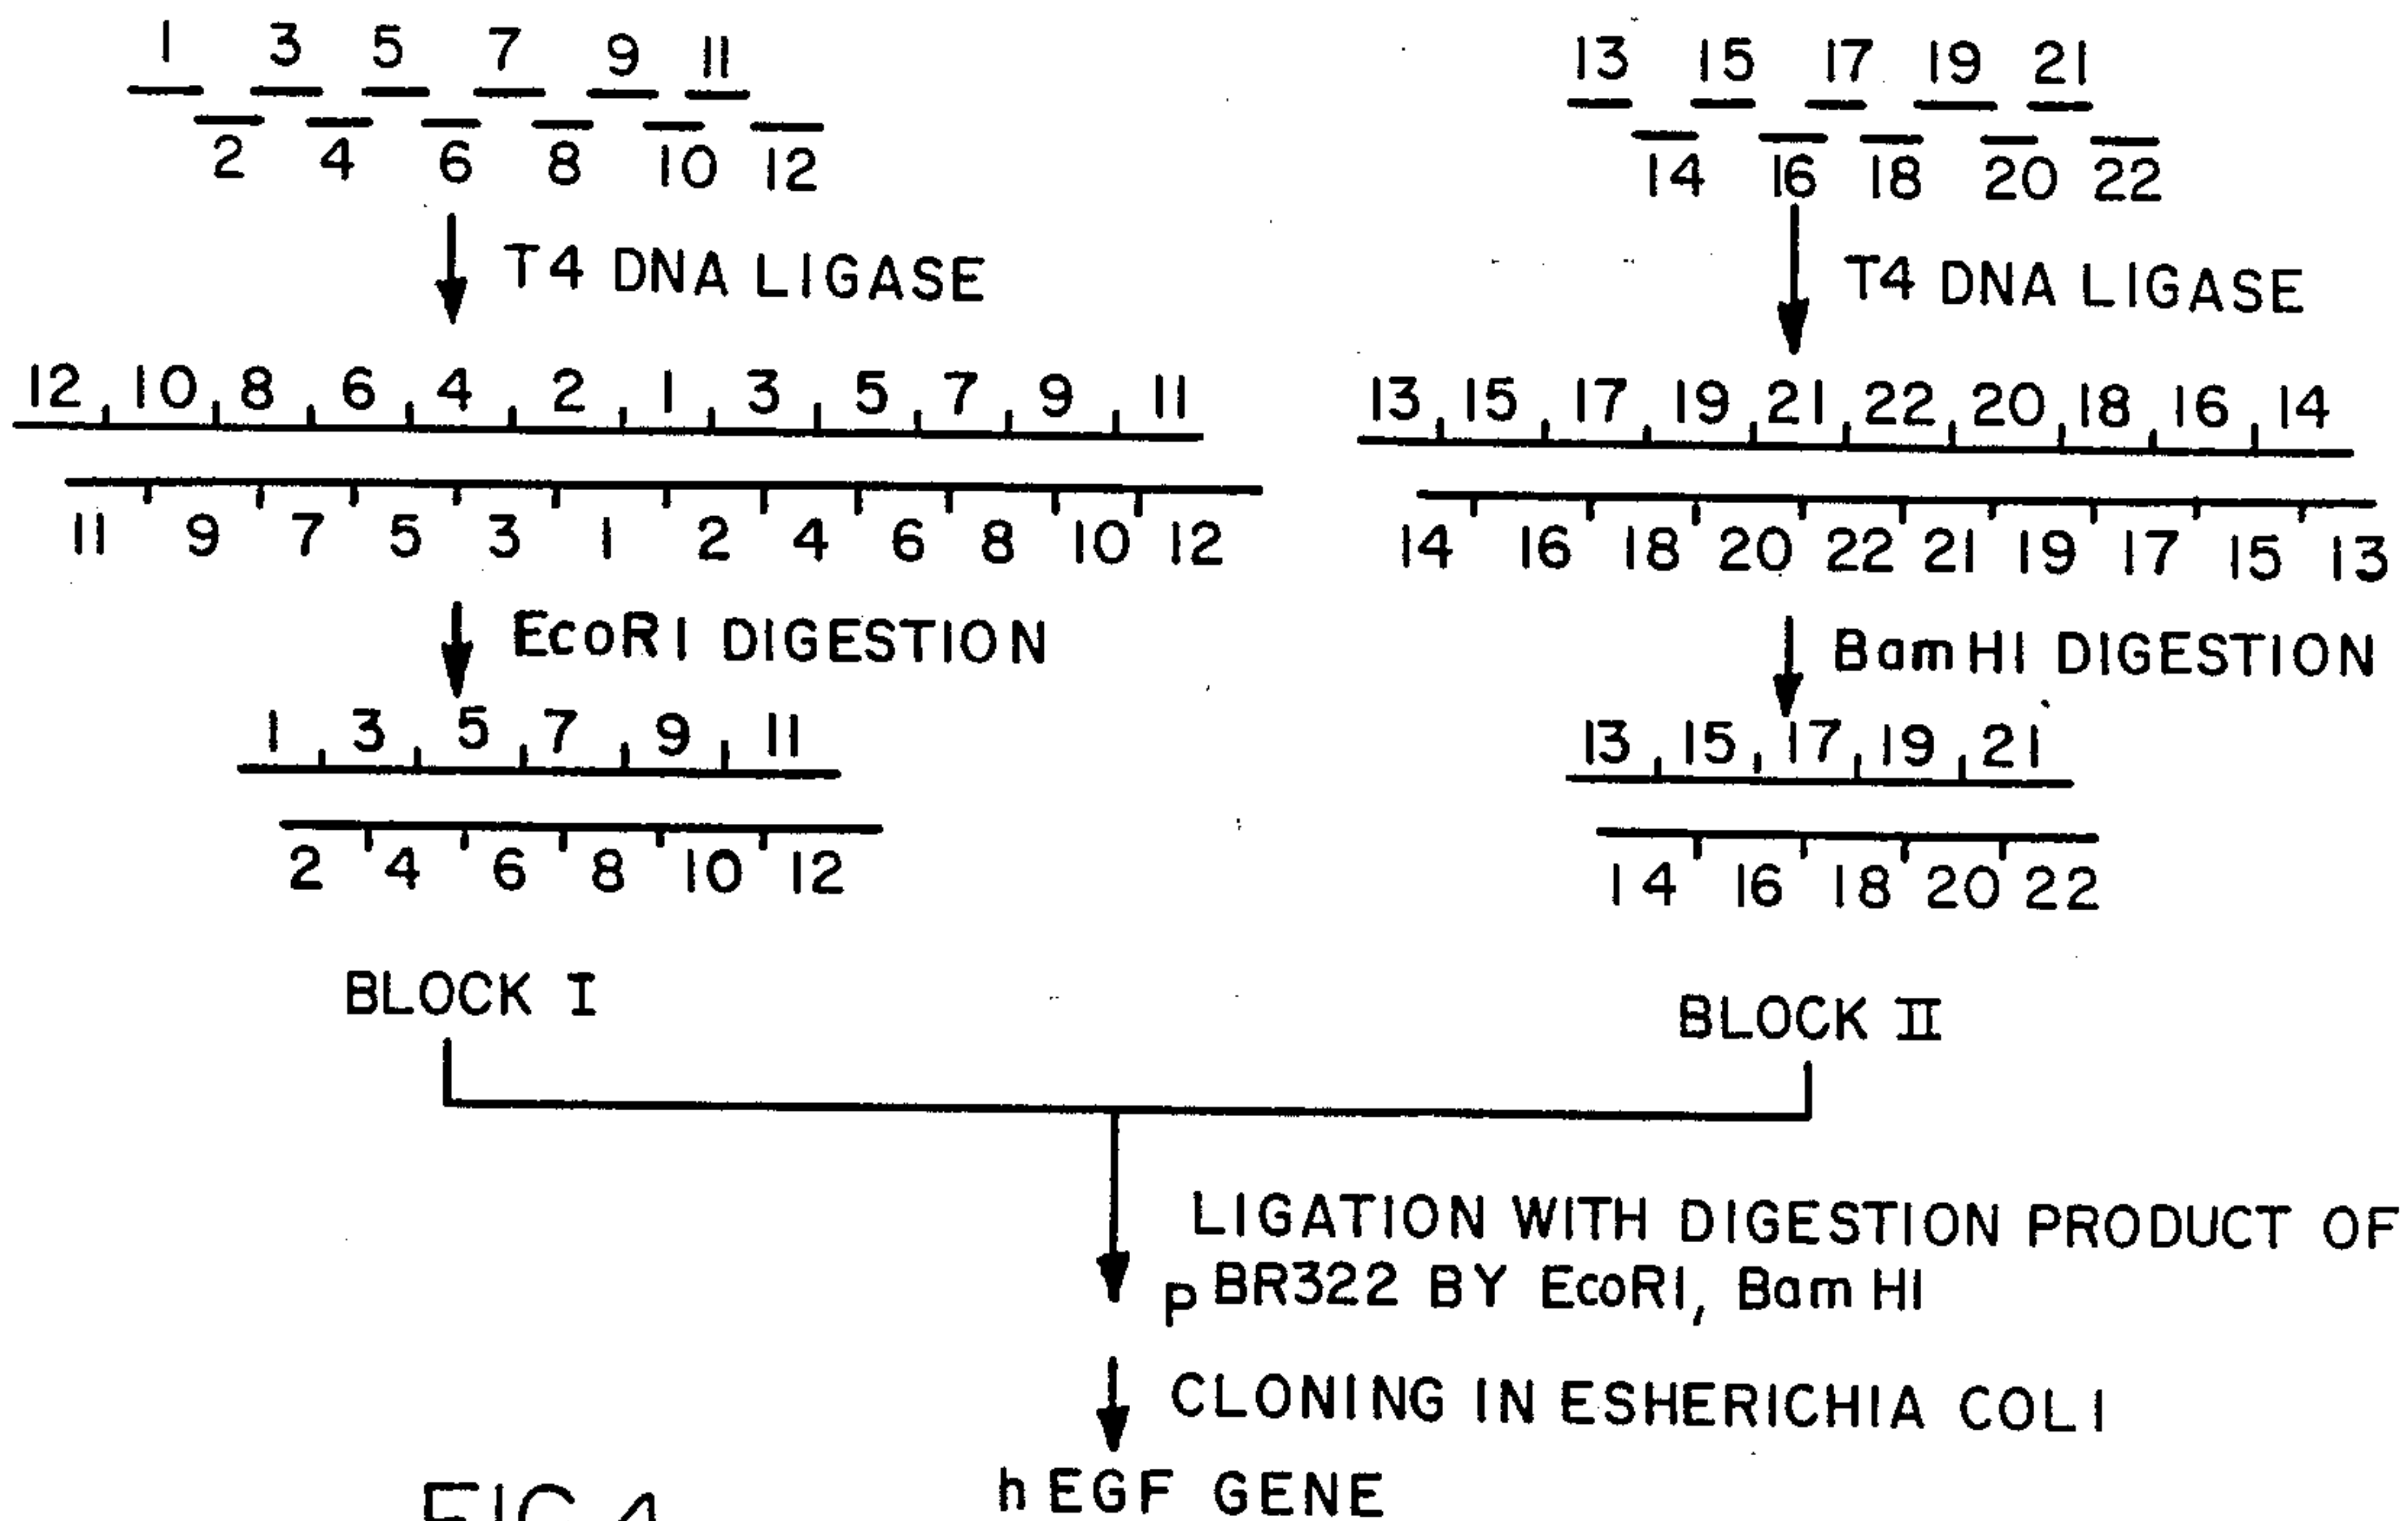 1 3 5 7 9 11
2 4 6 8 10 12
T4 DNA LIGASE
12 10 8 6 4 2 1 3 5 7 9 11
11 9 7 5 3 1 2 4 6 8 10 12
EcoRI DIGESTION
1 3 5 7 9 11
2 4 6 8 10 12
BLOCK I
13 15 17 19 21
14 16 18 20 22
T4 DNA LIGASE
13 15 17 19 21 22 20 18 16 14
14 16 18 20 22 21 19 17 15 13
BamHI DIGESTION
13 15 17 19 21
14 16 18 20 22
BLOCK II
LIGATION WITH DIGESTION PRODUCT OF
pBR322 BY EcoRI, BamHI
CLONING IN ESHERICHIA COLI
hEGF GENE